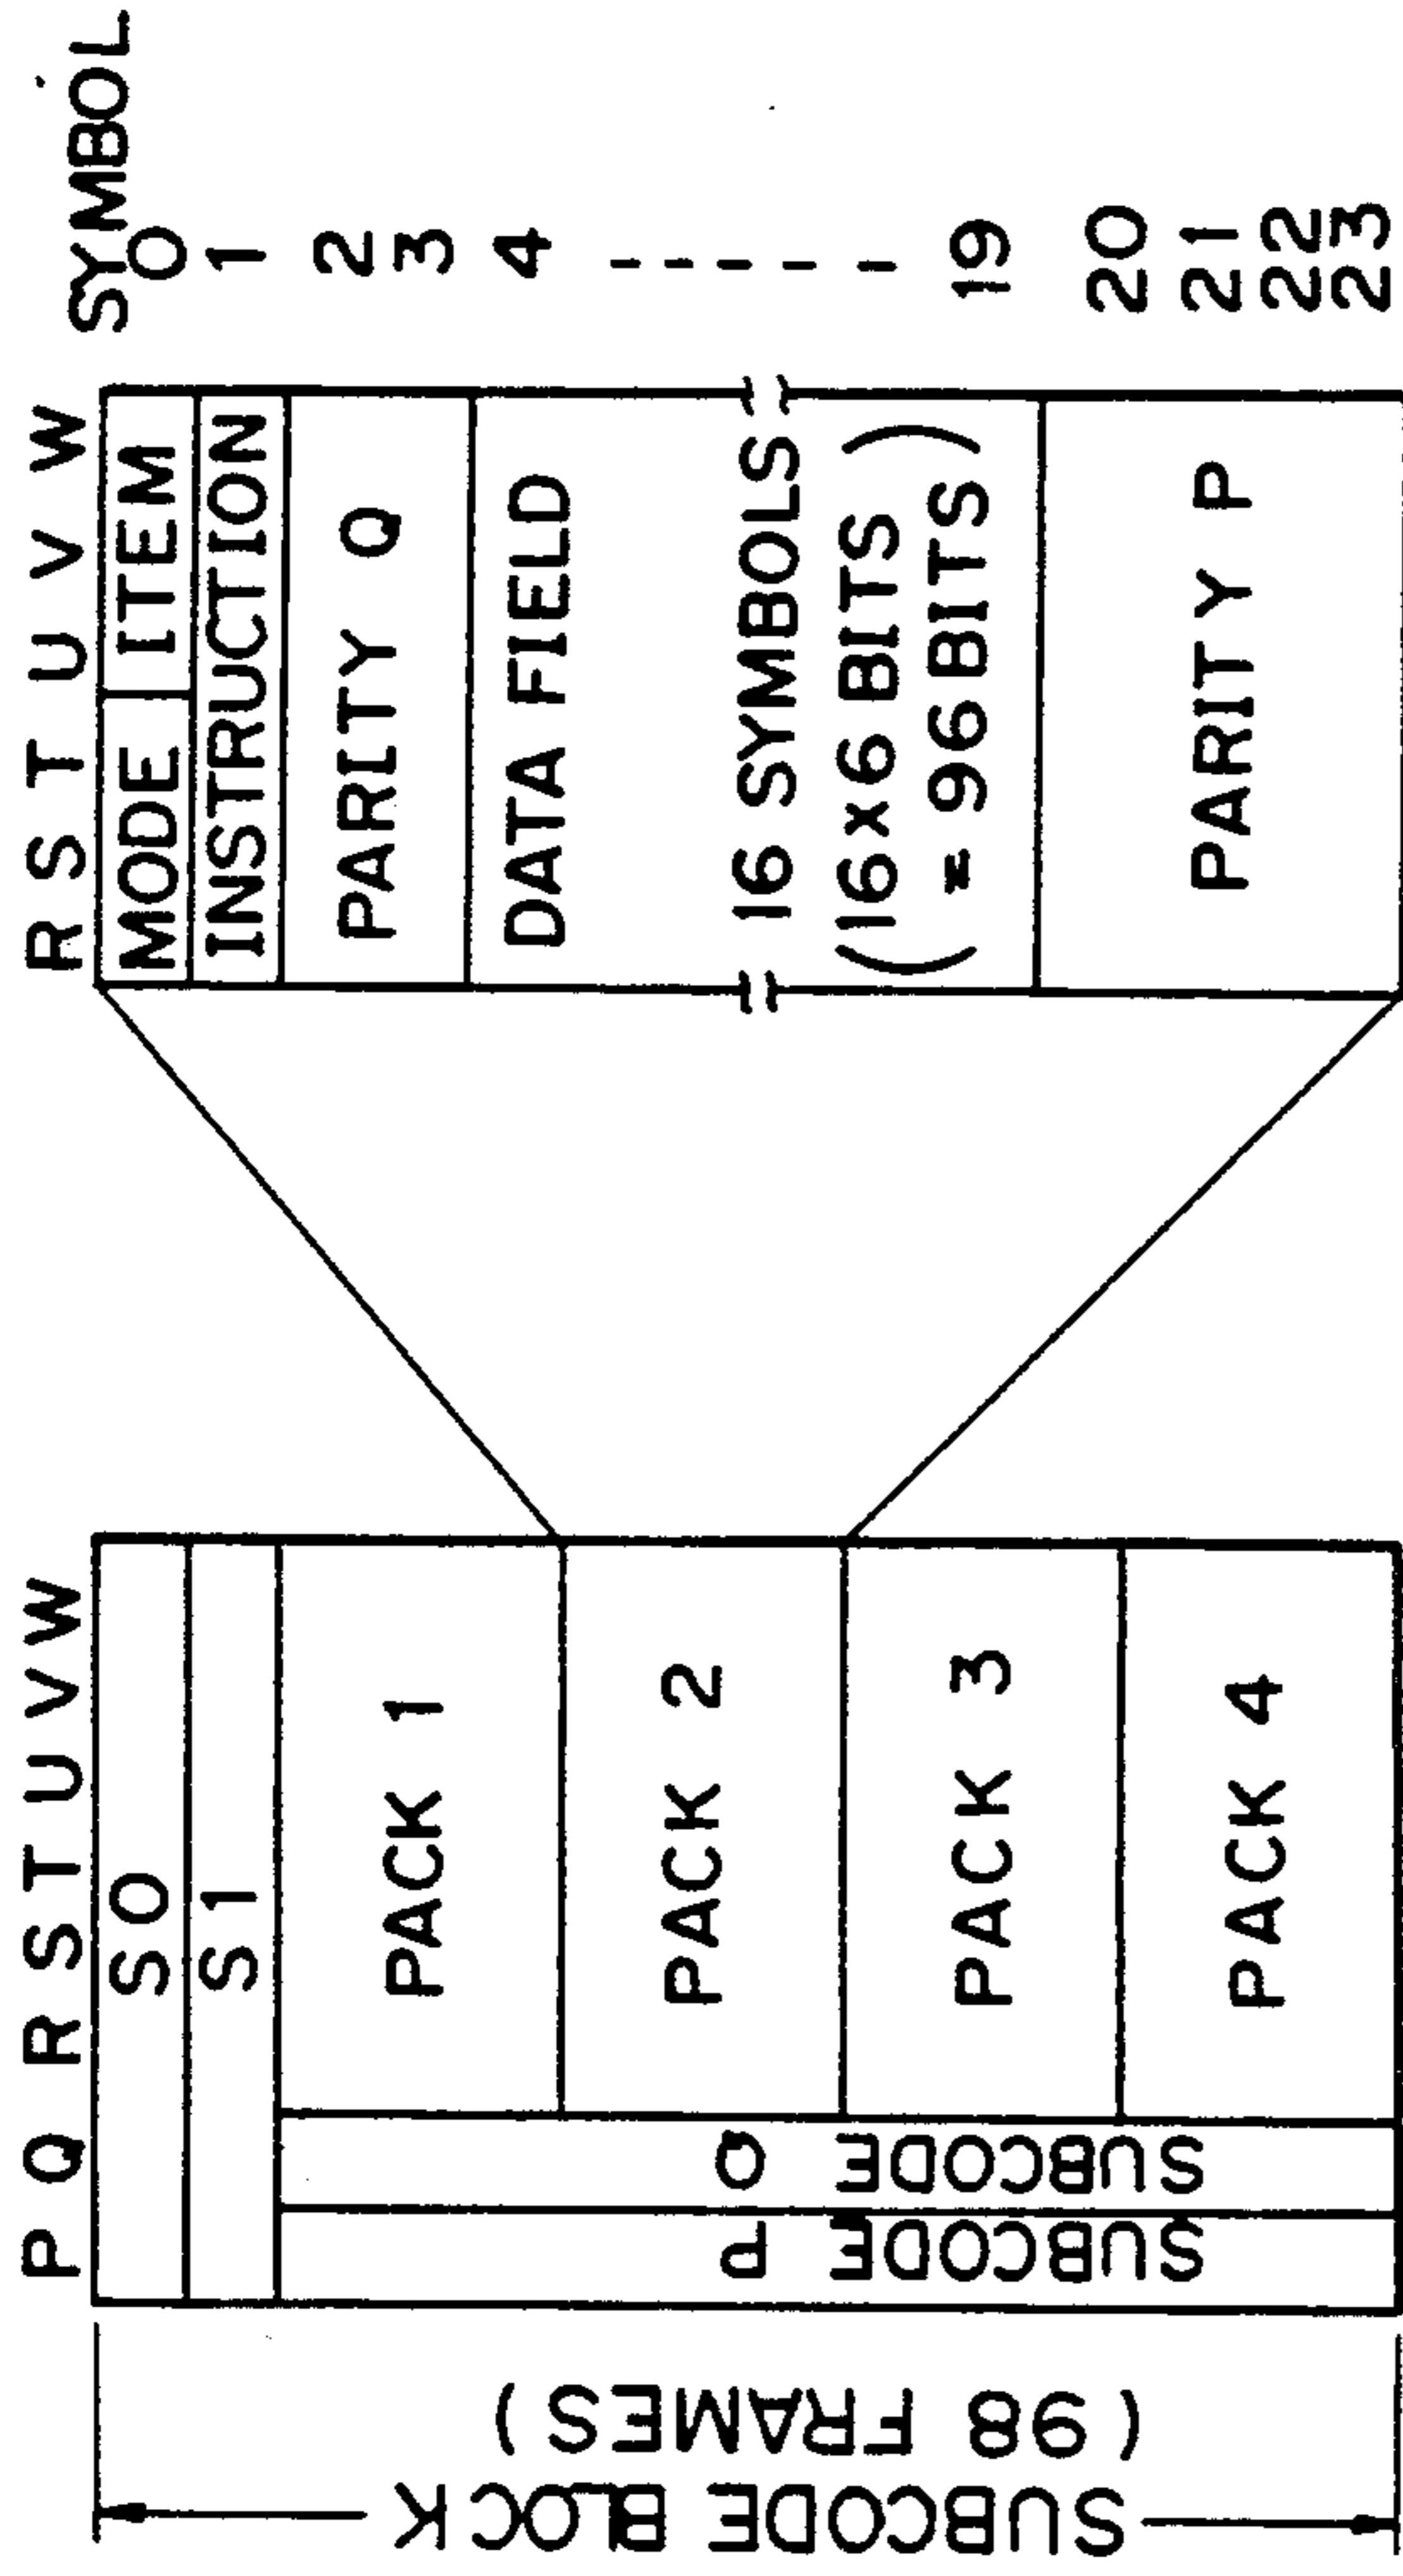 P Q R S T U V W
S0
S1
PACK 1
PACK 2
PACK 3
PACK 4
SUBCODE P
SUBCODE Q
SUBCODE BLOCK
(98 FRAMES)
R S T U V W
MODE ITEM
INSTRUCTION
PARITY Q
DATA FIELD
16 SYMBOLS
(16×6 BITS
= 96 BITS)
PARITY P
SYMBOL
0
1
2
3
4
19
20
21
22
23